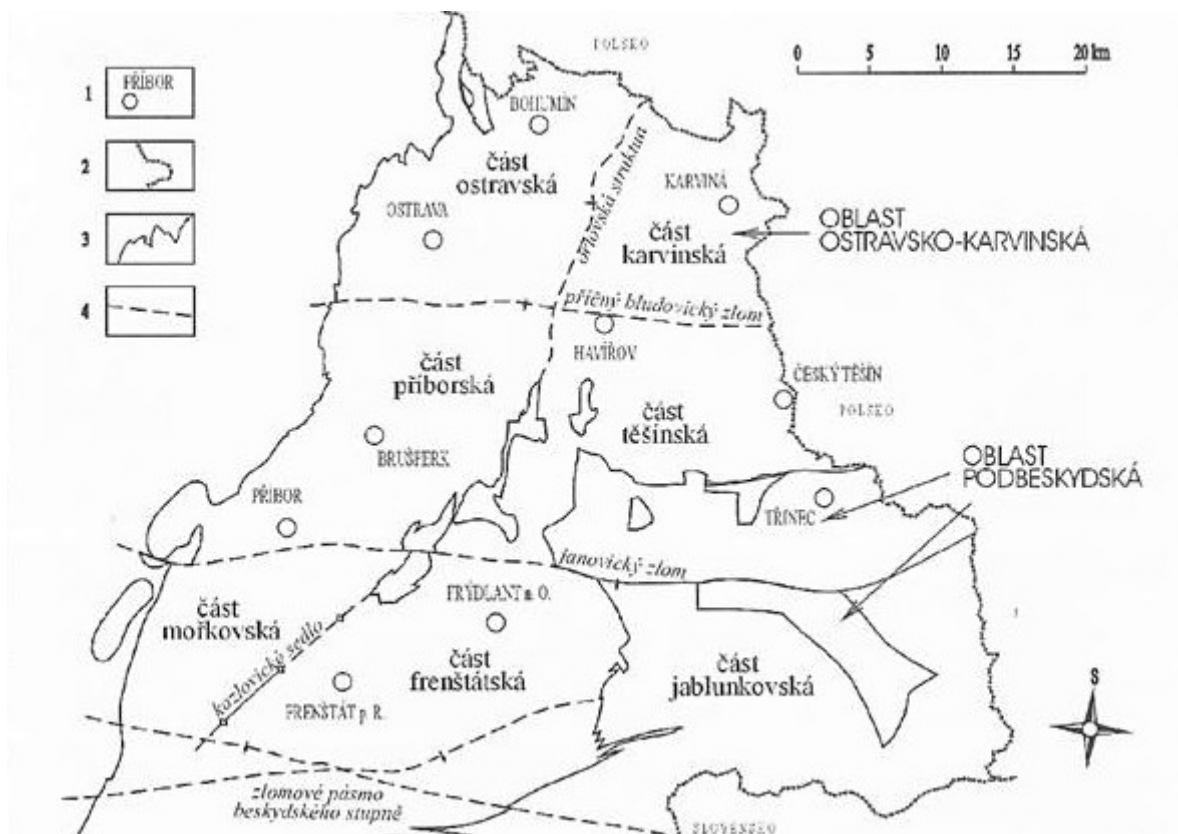 POLSKO
0 5 10 15 20 km
1 PŘÍBOR
2
3
4
BOHUMÍN
část
ostravská
OSTRAVA
orlovská struktua
KARVINÁ
část
karvinská
OBLAST
OSTRAVSKO-KARVINSKÁ
příčný bludovický zlom
HAVÍŘOV
část
příborská
ČESKÝ TĚŠÍN
POLSKO
část
těšínská
BRUŠFERK
OBLAST
PODBESKYDSKÁ
PŘÍBOR
TŘINEC
janovický zlom
FRÝDLANT n. O.
část
mořkovská
kozlovické sedlo
část
frenštátská
FRENŠTÁT p. R.
část
jablunkovská
S
zlomové pásmo
beskydského stupně
SLOVENSKO